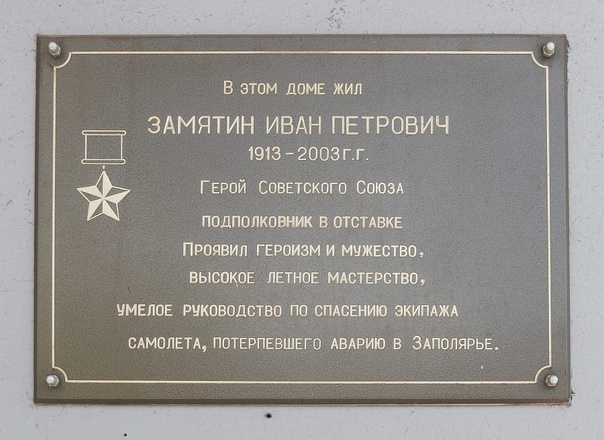 В этом доме жил
ЗАМЯТИН ИВАН ПЕТРОВИЧ
1913-2003г.г.
Герой Советского Союза
подполковник в отставке
Проявил героизм и мужество,
высокое летное мастерство,
умелое руководство по спасению экипажа
самолета, потерпевшего аварию в Заполярье.